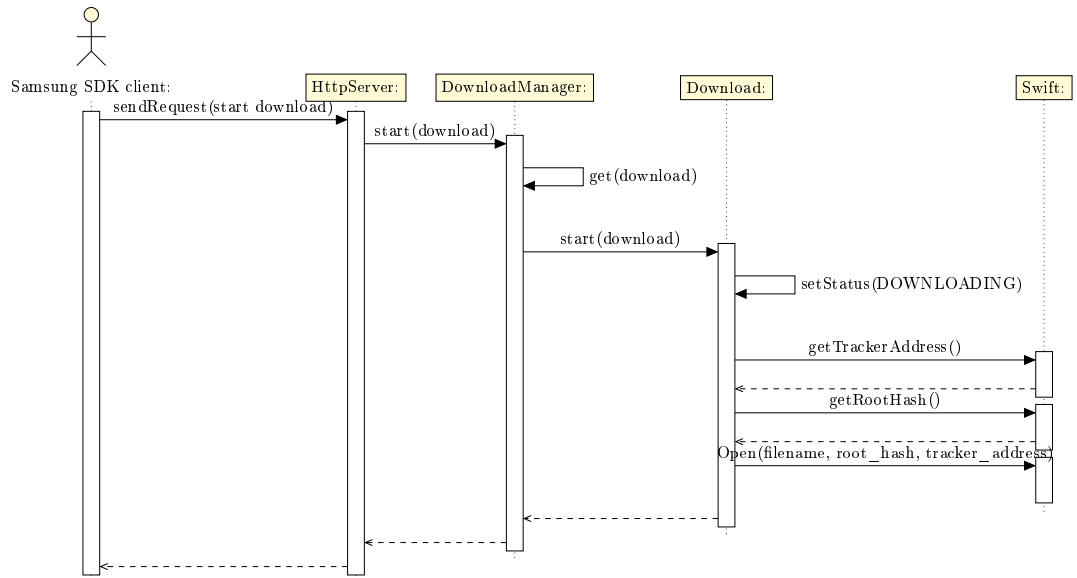 Samsung SDK client:
HttpServer:
DownloadManager:
Download:
Swift:
sendRequest(start download)
start(download)
get(download)
start(download)
setStatus(DOWNLOADING)
getTrackerAddress()
getRootHash()
Open(filename, root_hash, tracker_address)